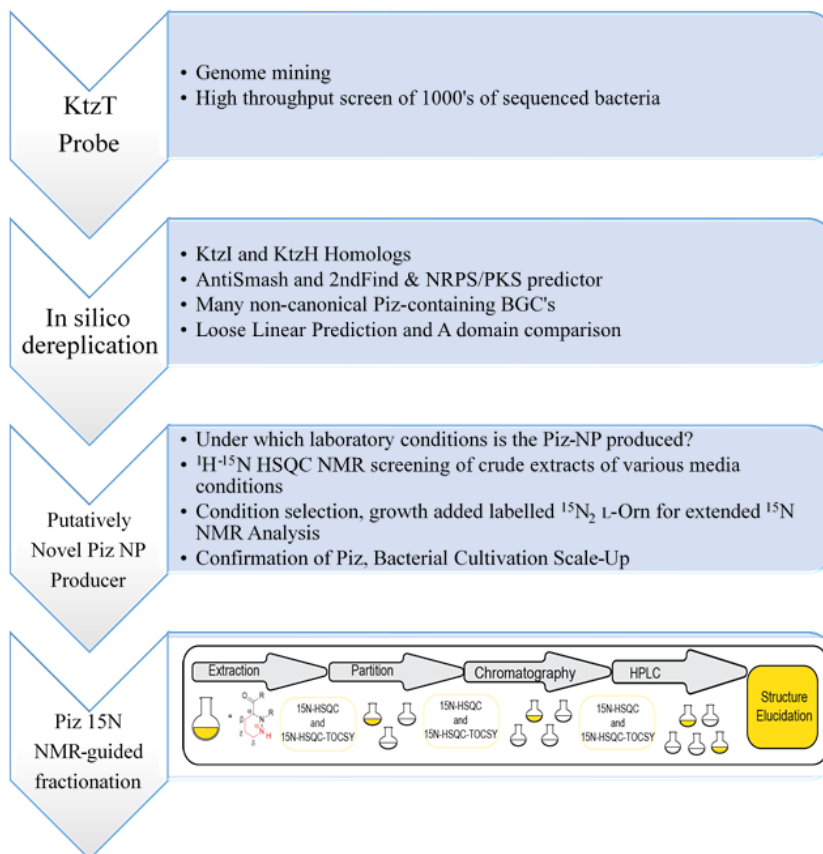 KtzT
Probe
• Genome mining
• High throughput screen of 1000's of sequenced bacteria
In silico
dereplication
• KtzI and KtzH Homologs
• AntiSmash and 2ndFind & NRPS/PKS predictor
• Many non-canonical Piz-containing BGC's
• Loose Linear Prediction and A domain comparison
Putatively
Novel Piz NP
Producer
• Under which laboratory conditions is the Piz-NP produced?
• ¹H-¹⁵N HSQC NMR screening of crude extracts of various media
conditions
• Condition selection, growth added labelled ¹⁵N₂ L-Orn for extended ¹⁵N
NMR Analysis
• Confirmation of Piz, Bacterial Cultivation Scale-Up
Piz 15N
NMR-guided
fractionation
Extraction
Partition
Chromatography
HPLC
=
O
R
N
R
N
H
15N-HSQC
and
15N-HSQC-TOCSY
15N-HSQC
and
15N-HSQC-TOCSY
15N-HSQC
and
15N-HSQC-TOCSY
Structure
Elucidation